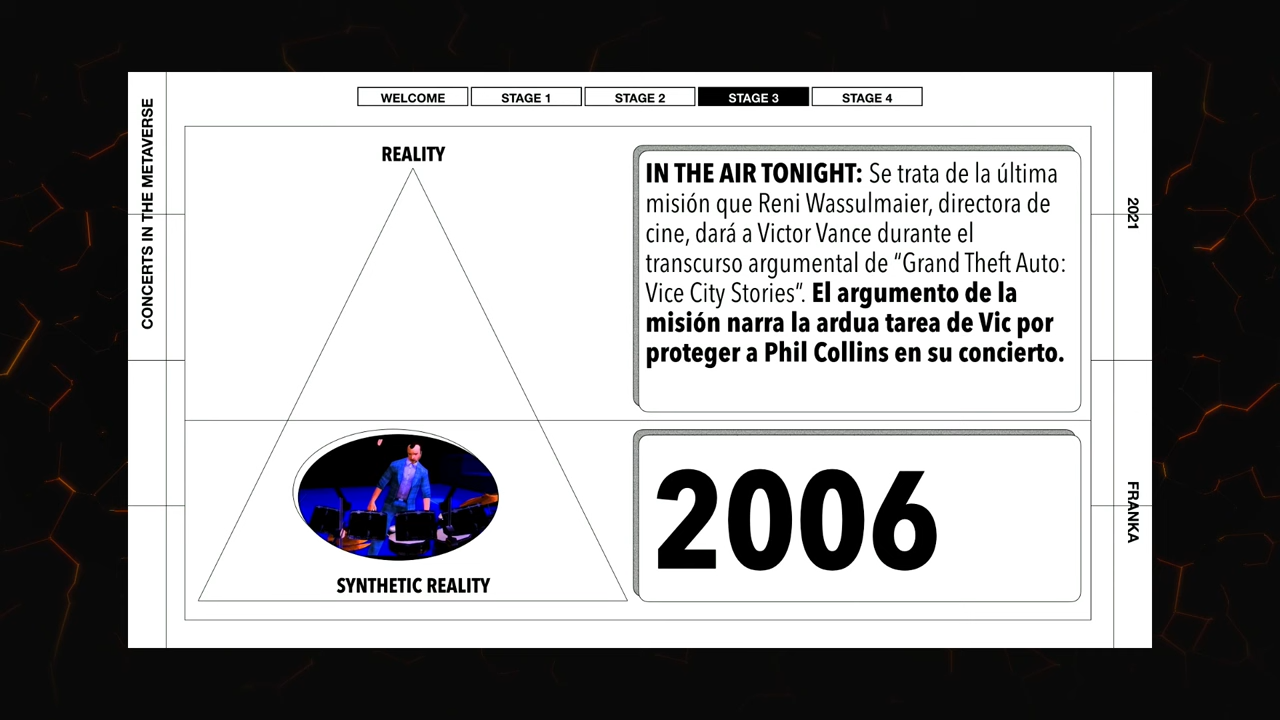 WELCOME
STAGE 1
STAGE 2
STAGE 3
STAGE 4
CONCERTS IN THE METAVERSE
REALITY
SYNTHETIC REALITY
IN THE AIR TONIGHT: Se trata de la última
misión que Reni Wassulmaier, directora de
cine, dará a Victor Vance durante el
transcurso argumental de “Grand Theft Auto:
Vice City Stories”. El argumento de la
misión narra la ardua tarea de Vic por
proteger a Phil Collins en su concierto.
2006
2021
FRANKA